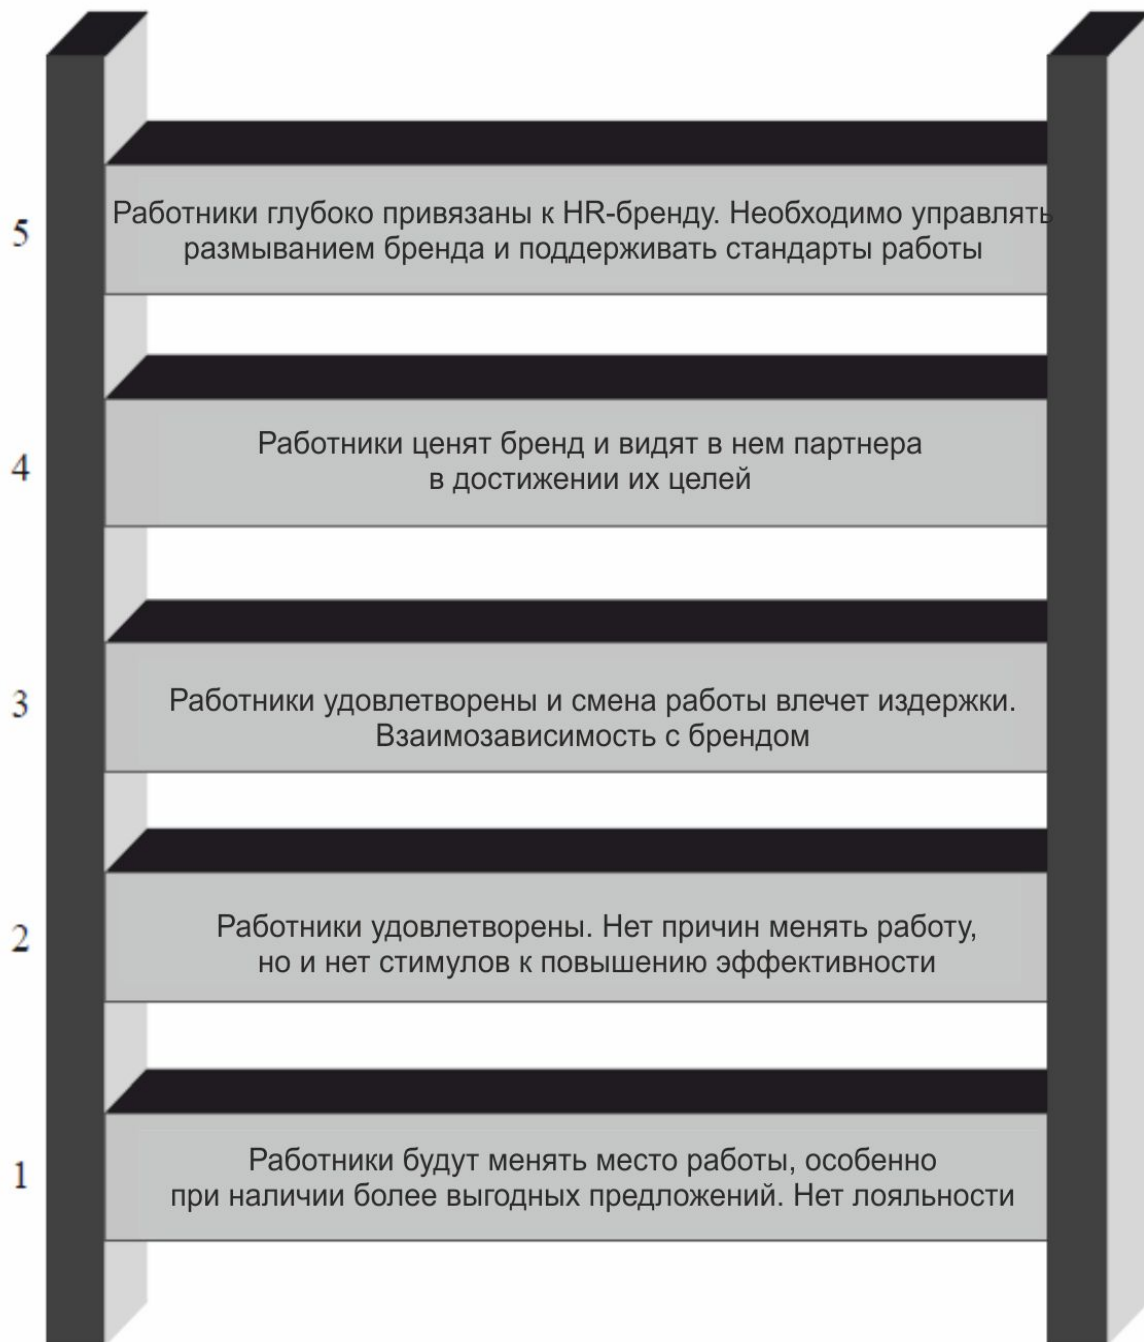 5
Работники глубоко привязаны к HR-бренду. Необходимо управлять
размыванием бренда и поддерживать стандарты работы
4
Работники ценят бренд и видят в нем партнера
в достижении их целей
3
Работники удовлетворены и смена работы влечет издержки.
Взаимозависимость с брендом
2
Работники удовлетворены. Нет причин менять работу,
но и нет стимулов к повышению эффективности
1
Работники будут менять место работы, особенно
при наличии более выгодных предложений. Нет лояльности